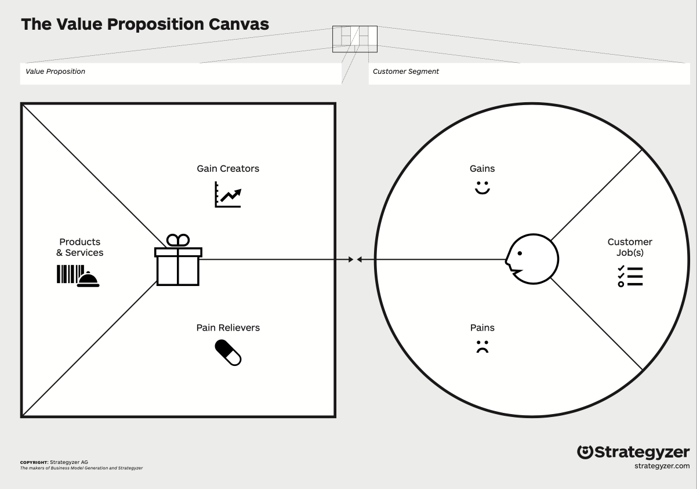 The Value Proposition Canvas
Value Proposition
Customer Segment
Gain Creators
Gains
Products
& Services
Customer
Job(s)
Pain Relievers
Pains
COPYRIGHT: Strategyzer AG
The makers of Business Model Generation and Strategyzer
Strategyzer
strategyzer.com